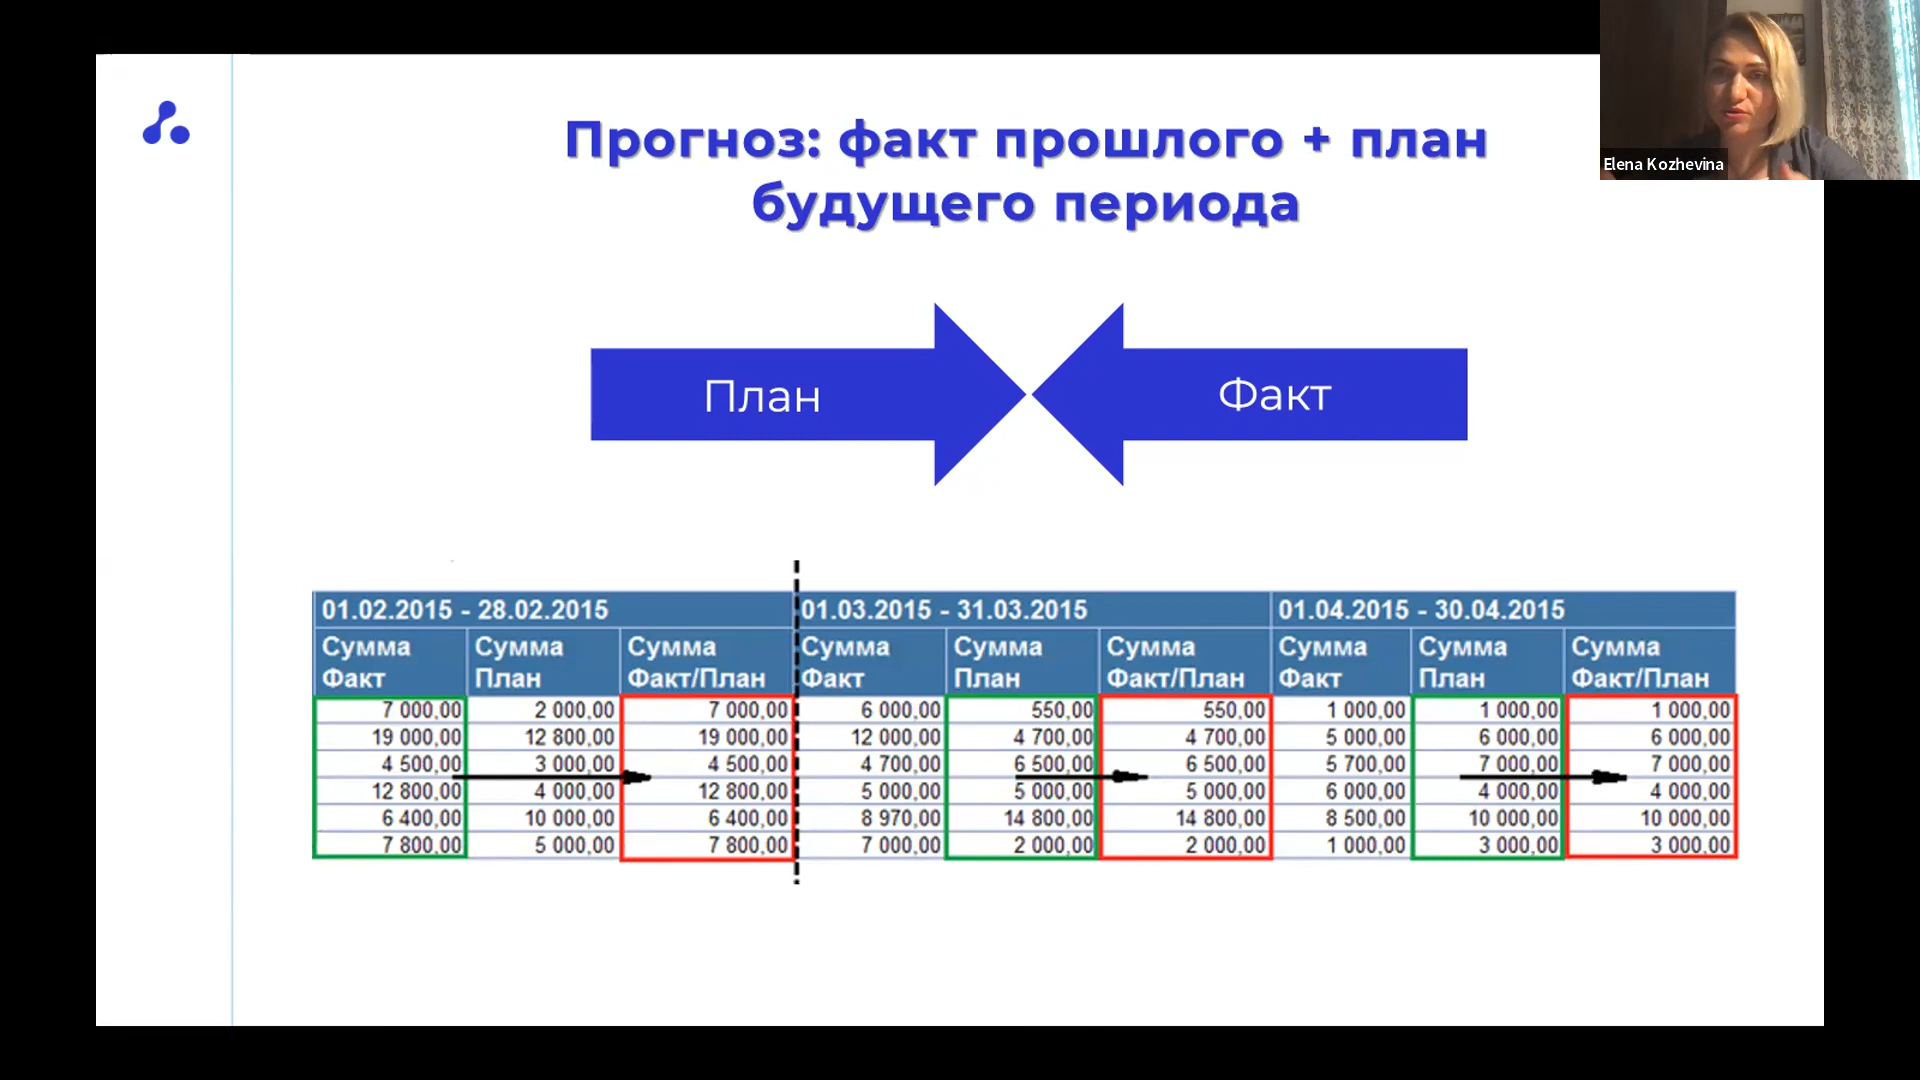 Прогноз: факт прошлого + план
будущего периода
Elena Kozhevina
План
Факт
01.02.2015 - 28.02.2015 01.03.2015 - 31.03.2015 01.04.2015 - 30.04.2015
Сумма Сумма Сумма Сумма Сумма Сумма Сумма Сумма Сумма
Факт План Факт/План Факт План Факт/План Факт План Факт/План
7 000,00 2 000,00 7 000,00 6 000,00 550,00 550,00 1 000,00 1 000,00 1 000,00
19 000,00 12 800,00 19 000,00 12 000,00 4 700,00 4 700,00 5 000,00 6 000,00 6 000,00
4 500,00 3 000,00 4 500,00 4 700,00 6 500,00 6 500,00 5 700,00 7 000,00 7 000,00
12 800,00 4 000,00 12 800,00 5 000,00 5 000,00 5 000,00 6 000,00 4 000,00 4 000,00
6 400,00 10 000,00 6 400,00 8 970,00 14 800,00 14 800,00 8 500,00 10 000,00 10 000,00
7 800,00 5 000,00 7 800,00 7 000,00 2 000,00 2 000,00 1 000,00 3 000,00 3 000,00